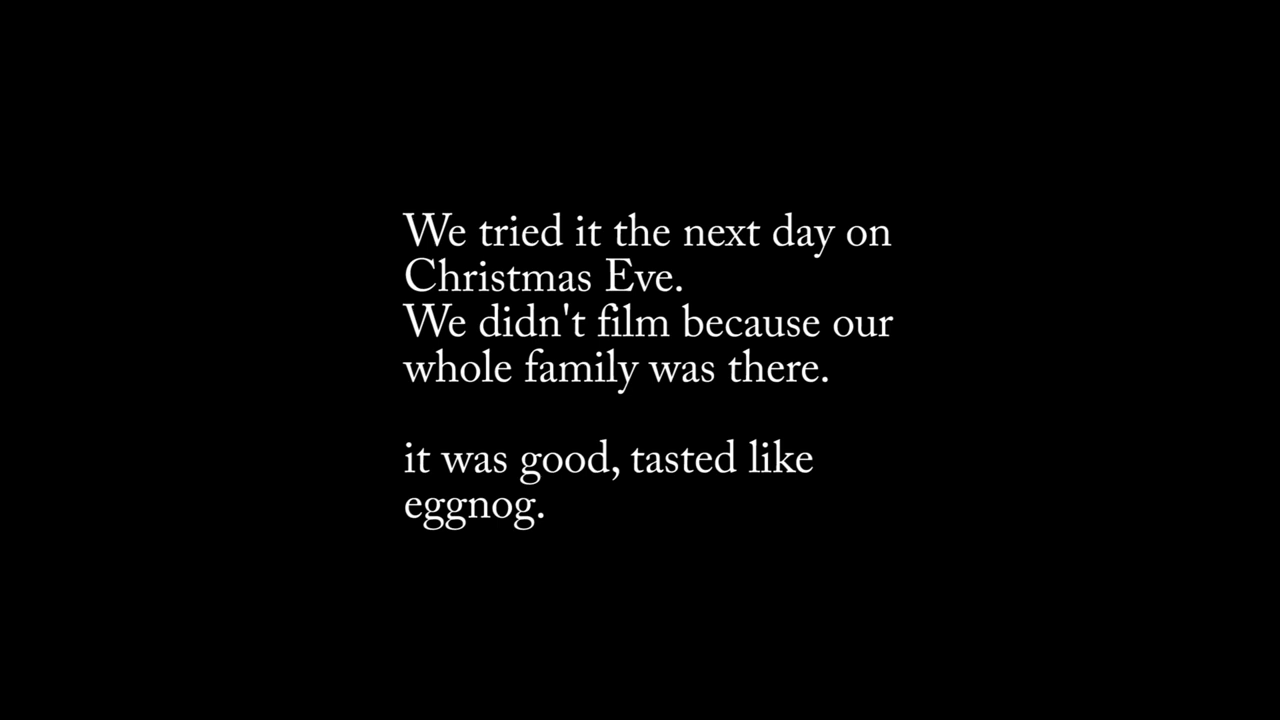 We tried it the next day on
Christmas Eve.
We didn't film because our
whole family was there.
it was good, tasted like
eggnog.